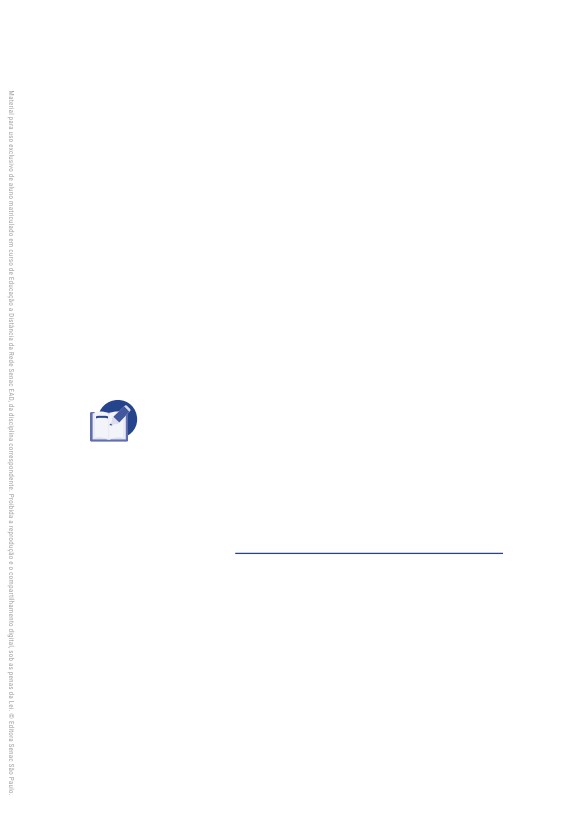 Material para uso exclusivo de aluno matriculado em curso de Educação a Distância da Rede Senac EAD, da disciplina correspondente. Proibida a reprodução e o compartilhamento digital, sob as penas da Lei. © Editora Senac São Paulo.